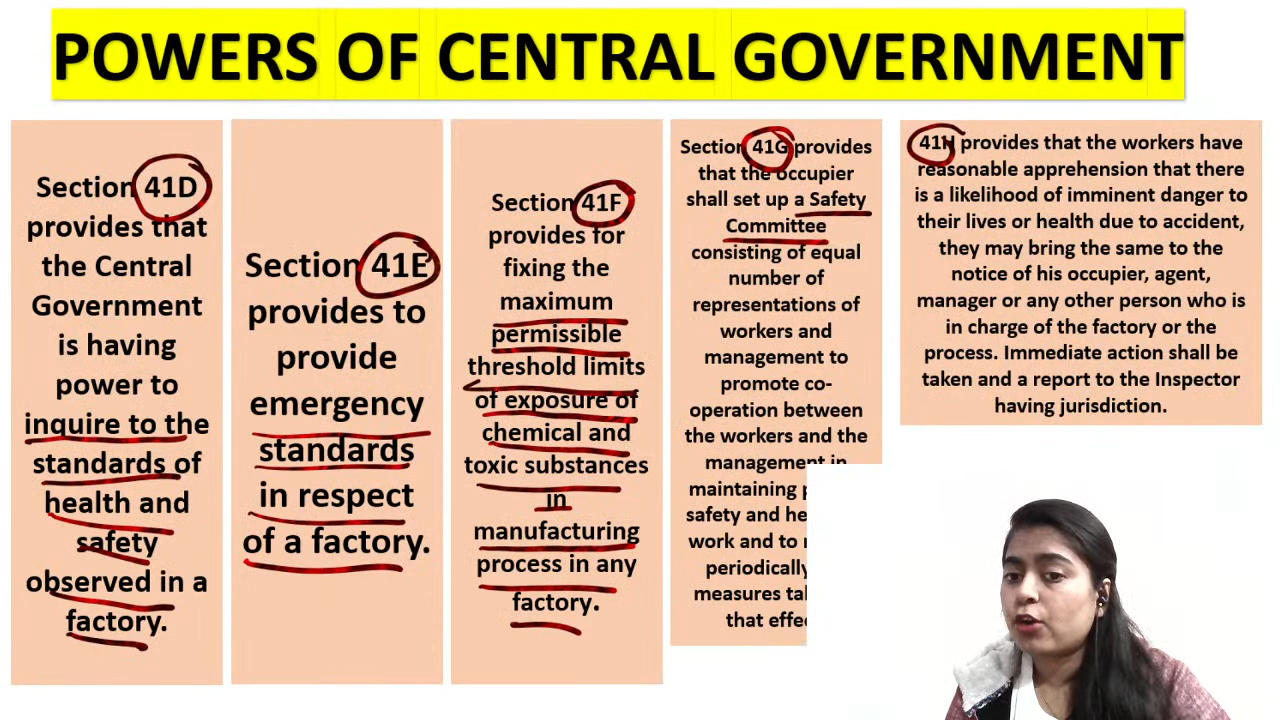 POWERS OF CENTRAL GOVERNMENT
Section 41D
provides that
the Central
Government
is having
power to
inquire to the
standards of
health and
safety
observed in a
factory.
Section 41E
provides to
provide
emergency
standards
in respect
of a factory.
Section 41F
provides for
fixing the
maximum
permissible
threshold limits
of exposure of
chemical and
toxic substances
in
manufacturing
process in any
factory.
Section 41G provides
that the occupier
shall set up a Safety
Committee
consisting of equal
number of
representations of
workers and
management to
promote co-
operation between
the workers and the
management in
maintaining
safety and
work and to
periodically
measures
that
41H provides that the workers have
reasonable apprehension that there
is a likelihood of imminent danger to
their lives or health due to accident,
they may bring the same to the
notice of his occupier, agent,
manager or any other person who is
in charge of the factory or the
process. Immediate action shall be
taken and a report to the Inspector
having jurisdiction.